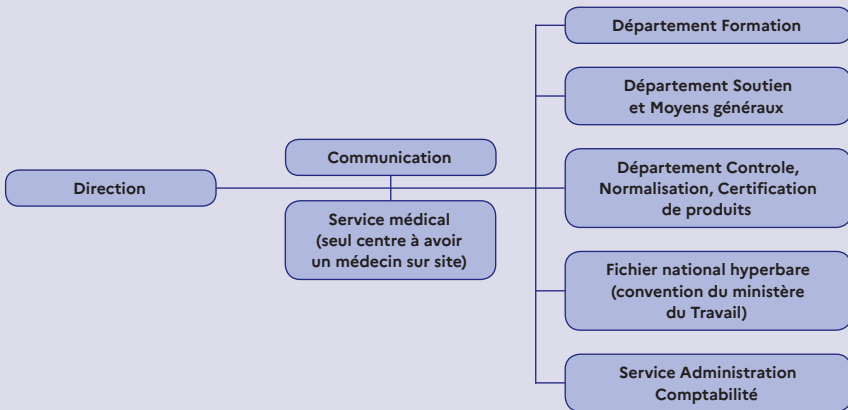 Direction
Communication
Service médical
(seul centre à avoir
un médecin sur site)
Département Formation
Département Soutien
et Moyens généraux
Département Controle,
Normalisation, Certification
de produits
Fichier national hyperbare
(convention du ministère
du Travail)
Service Administration
Comptabilité